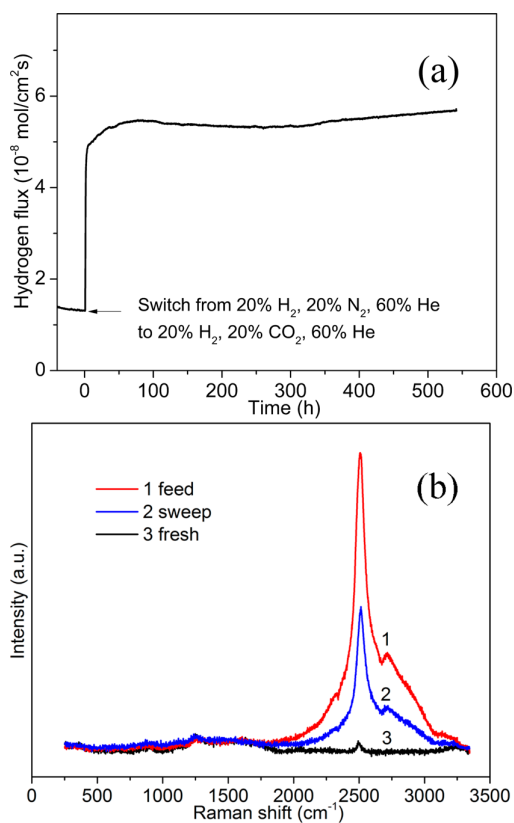 (a)
Hydrogen flux (10⁻⁸ mol/cm²s)
8
6
4
2
0
Switch from 20% H₂, 20% N₂, 60% He
to 20% H₂, 20% CO₂, 60% He
0 100 200 300 400 500 600
Time (h)
(b)
Intensity (a.u.)
1 feed
2 sweep
3 fresh
1
2
3
0 500 1000 1500 2000 2500 3000 3500
Raman shift (cm⁻¹)